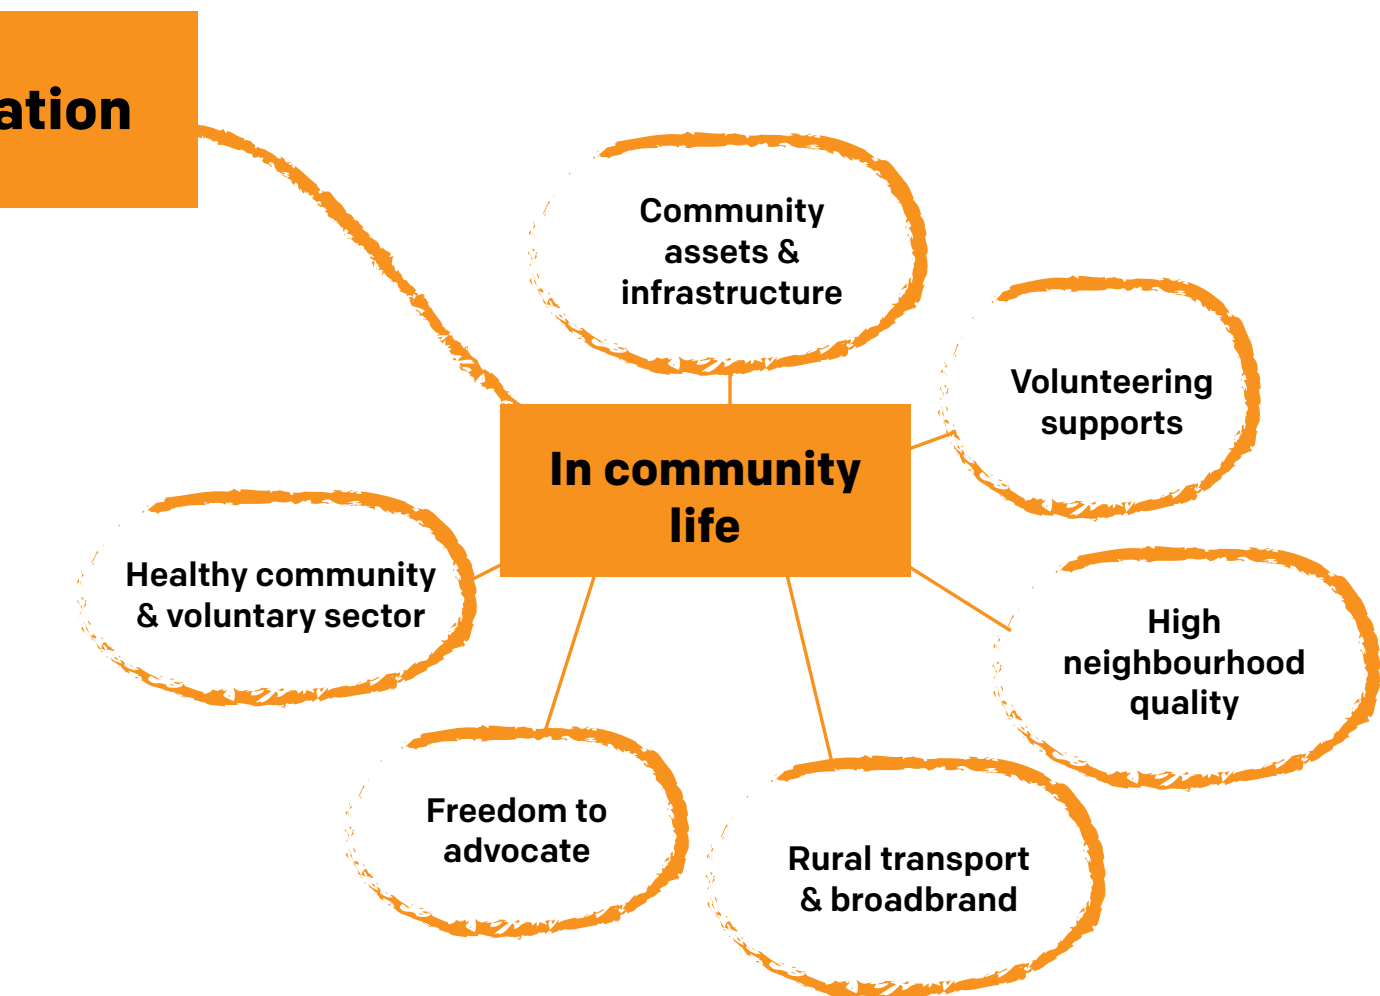 ation
Community
assets &
infrastructure
Volunteering
supports
In community
life
Healthy community
& voluntary sector
High
neighbourhood
quality
Freedom to
advocate
Rural transport
& broadbrand